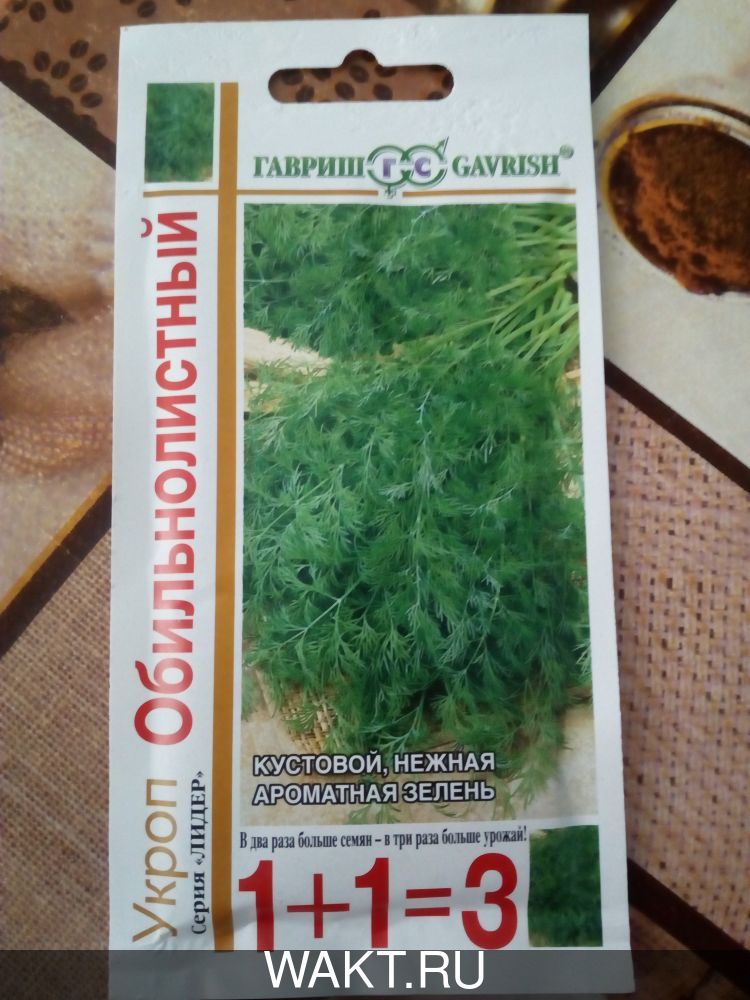 ГАВРИШ ГС GAVRISH®
Укроп Обильнолистный
Серия «ЛИДЕР»
КУСТОВОЙ, НЕЖНАЯ
АРОМАТНАЯ ЗЕЛЕНЬ
В два раза больше семян – в три раза больше урожай!
1+1=3
WAKT.RU